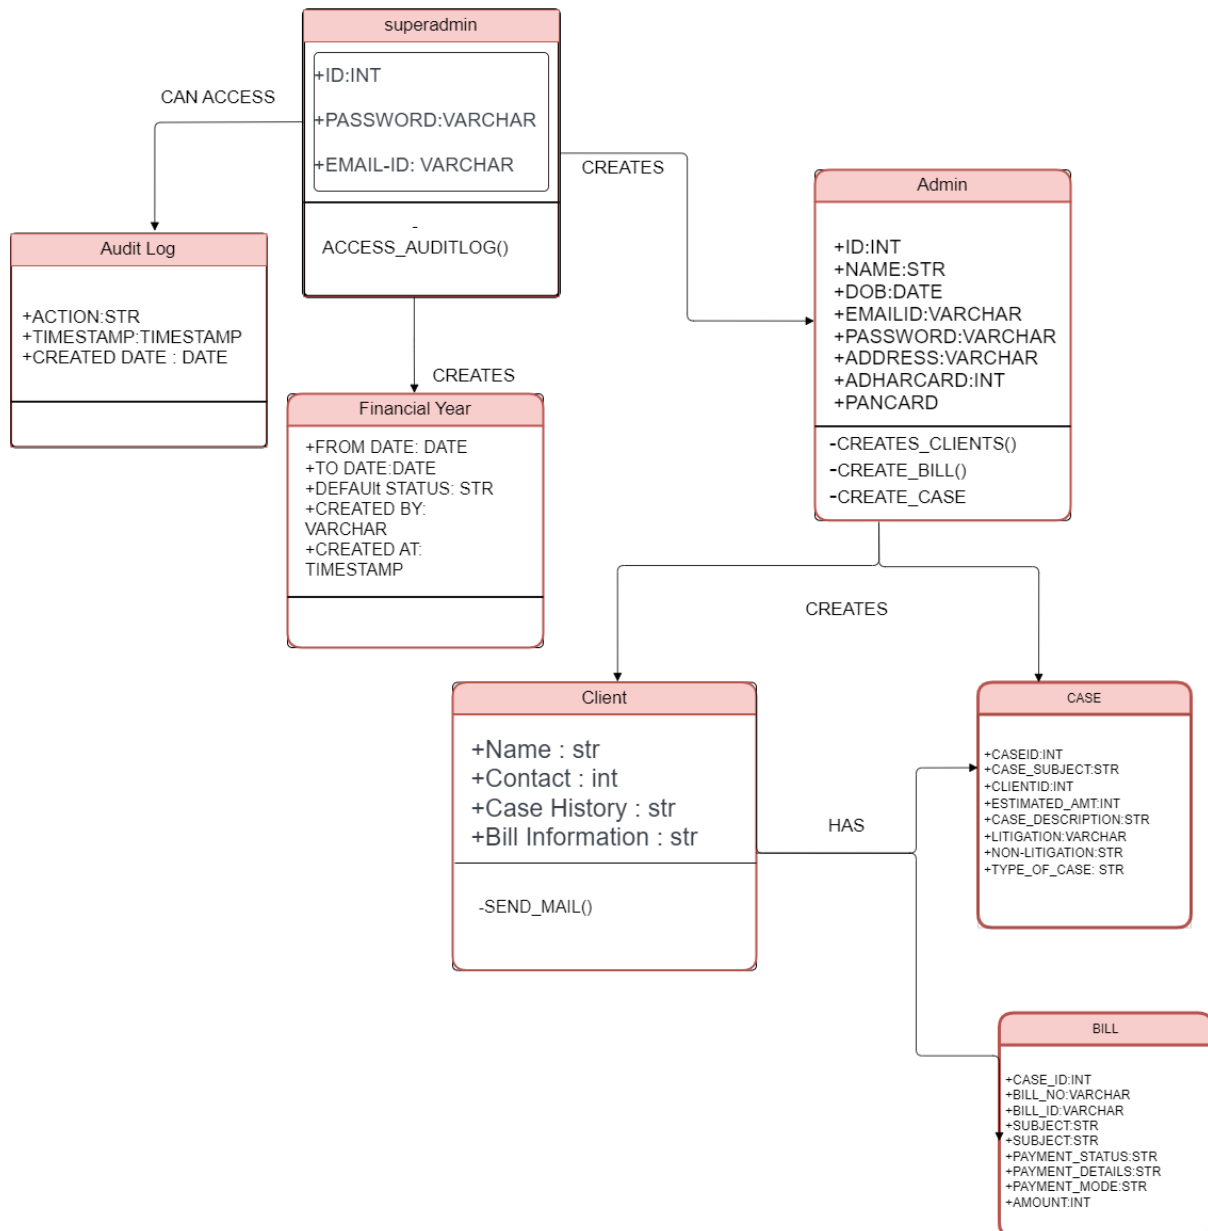 superadmin
+ID:INT
+PASSWORD:VARCHAR
+EMAIL-ID: VARCHAR
-
ACCESS_AUDITLOG()
CAN ACCESS
CREATES
Audit Log
+ACTION:STR
+TIMESTAMP:TIMESTAMP
+CREATED DATE : DATE
CREATES
Financial Year
+FROM DATE: DATE
+TO DATE:DATE
+DEFAUlt STATUS: STR
+CREATED BY:
VARCHAR
+CREATED AT:
TIMESTAMP
Admin
+ID:INT
+NAME:STR
+DOB:DATE
+EMAILID:VARCHAR
+PASSWORD:VARCHAR
+ADDRESS:VARCHAR
+ADHARCARD:INT
+PANCARD
-CREATES_CLIENTS()
-CREATE_BILL()
-CREATE_CASE
CREATES
Client
+Name : str
+Contact : int
+Case History : str
+Bill Information : str
-SEND_MAIL()
HAS
CASE
+CASEID:INT
+CASE_SUBJECT:STR
+CLIENTID:INT
+ESTIMATED_AMT:INT
+CASE_DESCRIPTION:STR
+LITIGATION:VARCHAR
+NON-LITIGATION:STR
+TYPE_OF_CASE: STR
BILL
+CASE_ID:INT
+BILL_NO:VARCHAR
+BILL_ID:VARCHAR
+SUBJECT:STR
+SUBJECT:STR
+PAYMENT_STATUS:STR
+PAYMENT_DETAILS:STR
+PAYMENT_MODE:STR
+AMOUNT:INT